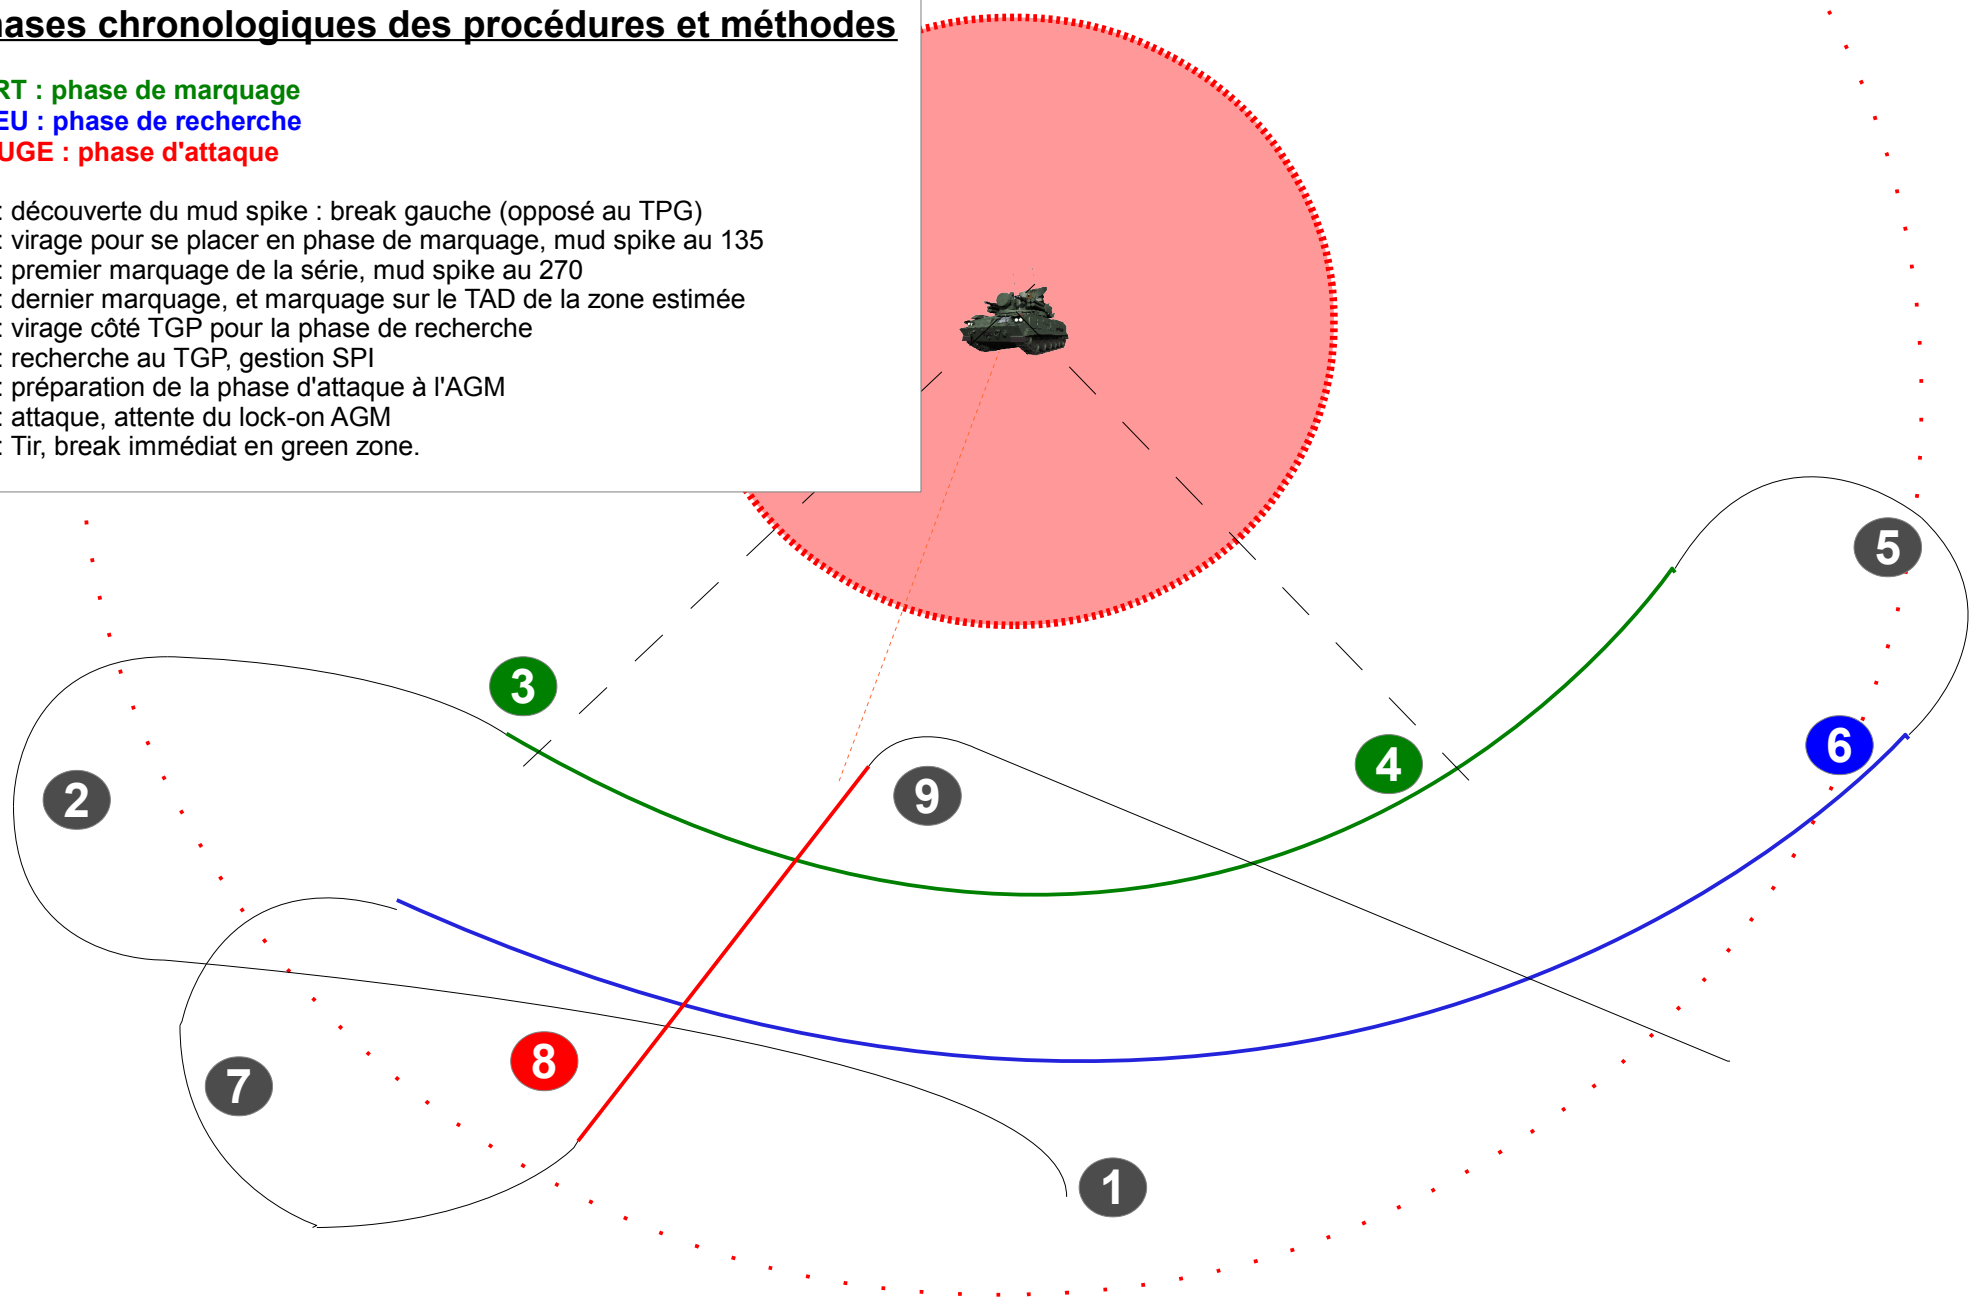 ases chronologiques des procédures et méthodes
RT : phase de marquage
EU : phase de recherche
UGE : phase d'attaque
: découverte du mud spike : break gauche (opposé au TPG)
: virage pour se placer en phase de marquage, mud spike au 135
: premier marquage de la série, mud spike au 270
: dernier marquage, et marquage sur le TAD de la zone estimée
: virage côté TGP pour la phase de recherche
: recherche au TGP, gestion SPI
: préparation de la phase d'attaque à l'AGM
: attaque, attente du lock-on AGM
: Tir, break immédiat en green zone.
5
3
6
4
2
9
8
7
1